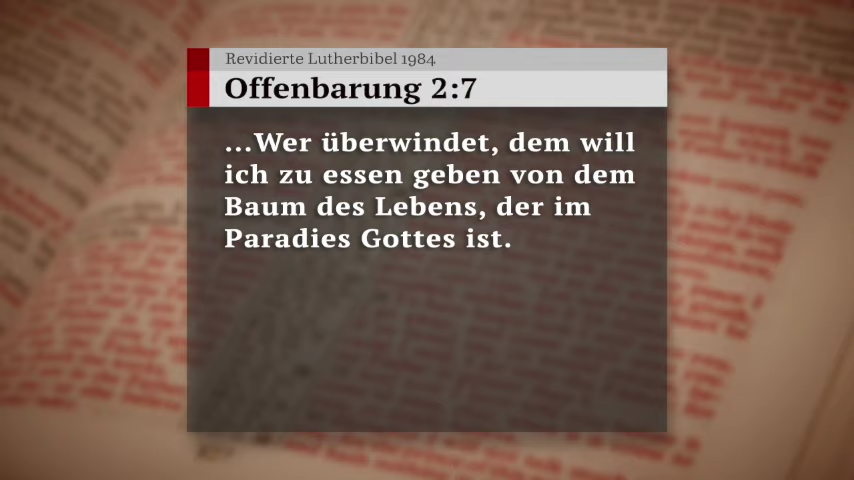 Revidierte Lutherbibel 1984
Offenbarung 2:7
...Wer überwindet, dem will
ich zu essen geben von dem
Baum des Lebens, der im
Paradies Gottes ist.